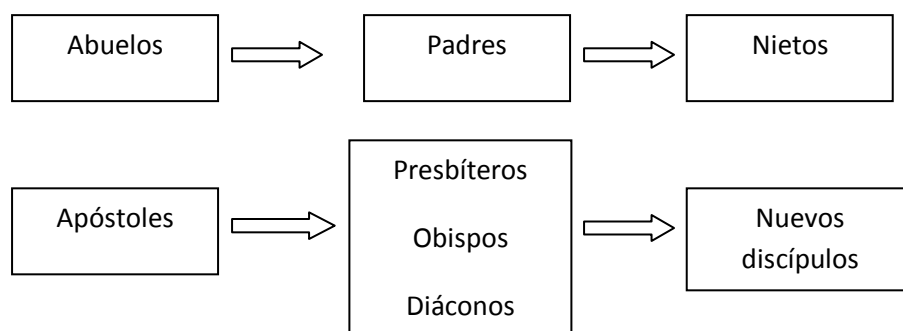 Abuelos
Padres
Nietos
Apóstoles
Presbíteros
Obispos
Diáconos
Nuevos
discípulos